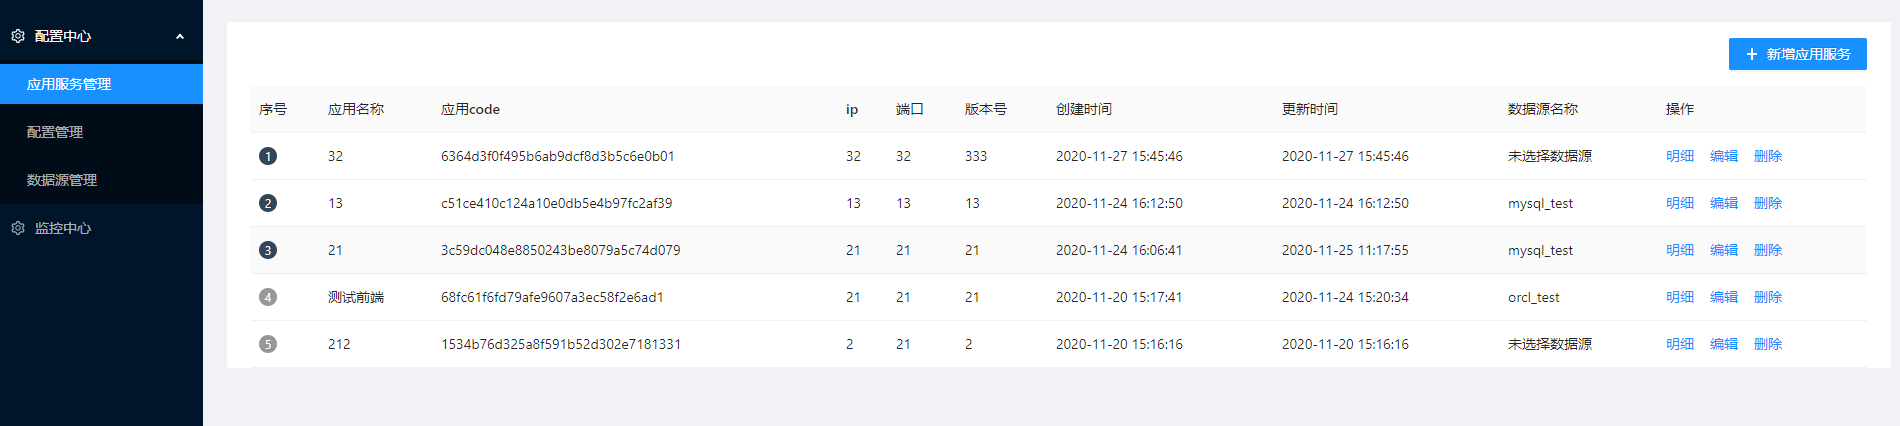 配置中心
应用服务管理
配置管理
数据源管理
监控中心
+ 新增应用服务
序号 应用名称 应用code ip 端口 版本号 创建时间 更新时间 数据源名称 操作
1 32 6364d3f0f495b6ab9dcf8d3b5c6e0b01 32 32 333 2020-11-27 15:45:46 2020-11-27 15:45:46 未选择数据源 明细 编辑 删除
2 13 c51ce410c124a10e0db5e4b97fc2af39 13 13 13 2020-11-24 16:12:50 2020-11-24 16:12:50 mysql_test 明细 编辑 删除
3 21 3c59dc048e8850243be8079a5c74d079 21 21 21 2020-11-24 16:06:41 2020-11-25 11:17:55 mysql_test 明细 编辑 删除
4 测试前端 68fc61f6fd79afe9607a3ec58f2e6ad1 21 21 21 2020-11-20 15:17:41 2020-11-24 15:20:34 orcl_test 明细 编辑 删除
5 212 1534b76d325a8f591b52d302e7181331 2 21 2 2020-11-20 15:16:16 2020-11-20 15:16:16 未选择数据源 明细 编辑 删除